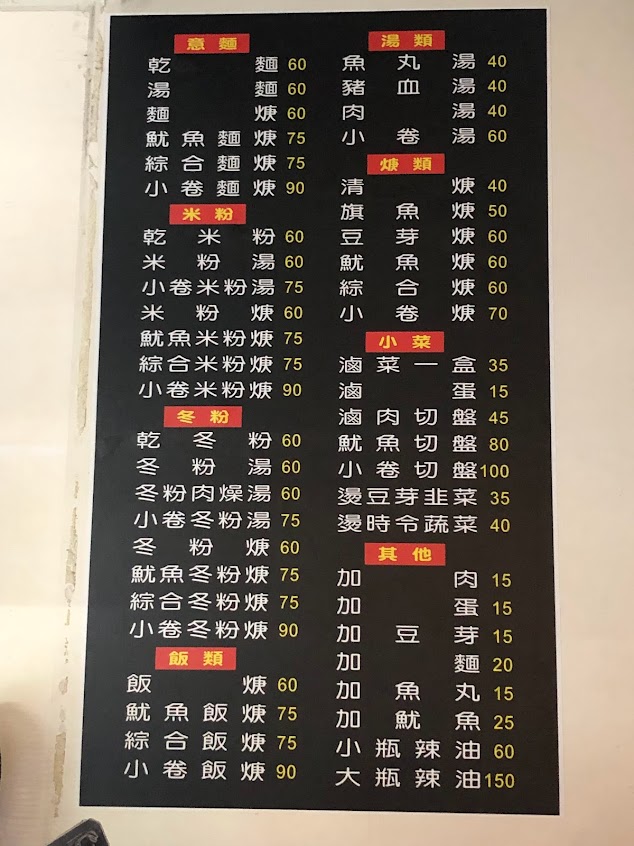 意麵
乾麵 60
湯麵 60
麵焿 60
魷魚麵焿 75
綜合麵焿 75
小卷麵焿 90
米粉
乾米粉 60
米粉湯 60
小卷米粉湯 75
米粉焿 60
魷魚米粉焿 75
綜合米粉焿 75
小卷米粉焿 90
冬粉
乾冬粉 60
冬粉湯 60
冬粉肉燥湯 60
小卷冬粉湯 75
冬粉焿 60
魷魚冬粉焿 75
綜合冬粉焿 75
小卷冬粉焿 90
飯類
飯焿 60
魷魚飯焿 75
綜合飯焿 75
小卷飯焿 90
湯類
魚丸湯 40
豬血湯 40
肉湯 40
小卷湯 60
焿類
清焿 40
旗魚焿 50
豆芽焿 60
魷魚焿 60
綜合焿 60
小卷焿 70
小菜
滷菜一盒 35
滷蛋 15
滷肉切盤 45
魷魚切盤 80
小卷切盤 100
燙豆芽韭菜 35
燙時令蔬菜 40
其他
加肉 15
加蛋 15
加豆芽 15
加麵 20
加魚丸 15
加魷魚 25
小瓶辣油 60
大瓶辣油 150